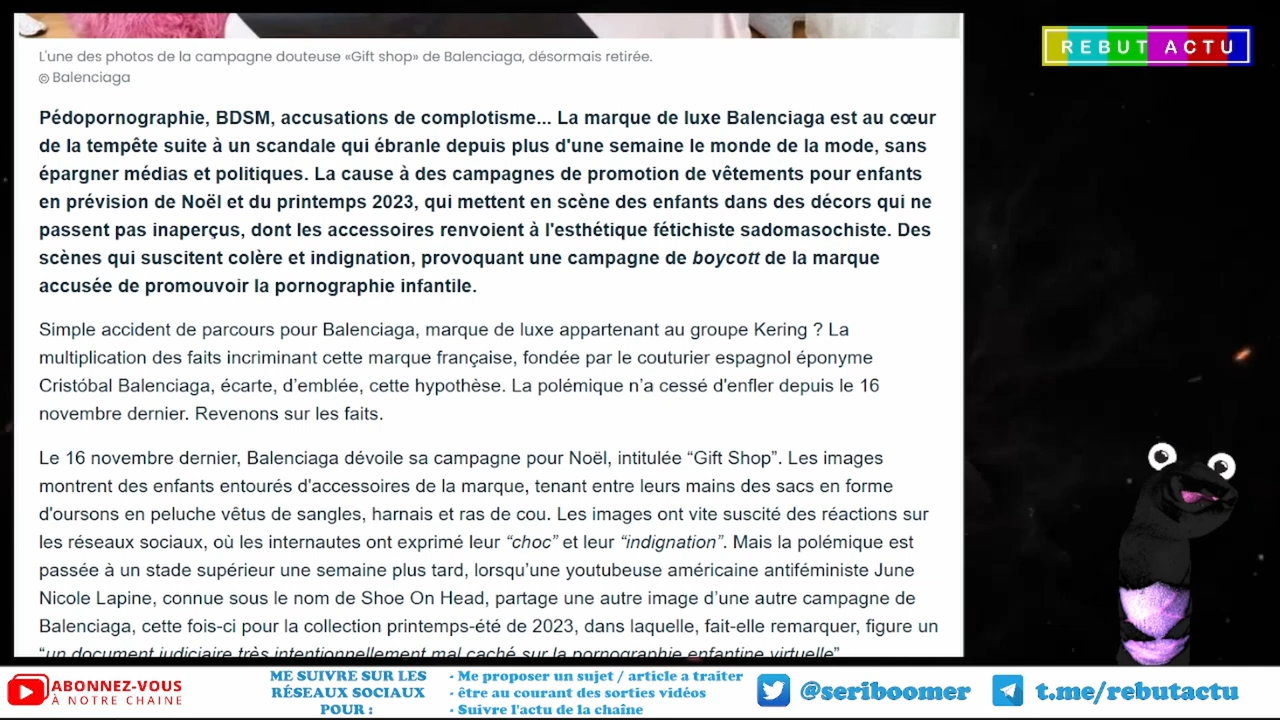 L'une des photos de la campagne douteuse «Gift shop» de Balenciaga, désormais retirée.
© Balenciaga
REBUT ACTU
Pédopornographie, BDSM, accusations de complotisme... La marque de luxe Balenciaga est au cœur
de la tempête suite à un scandale qui ébranle depuis plus d'une semaine le monde de la mode, sans
épargner médias et politiques. La cause à des campagnes de promotion de vêtements pour enfants
en prévision de Noël et du printemps 2023, qui mettent en scène des enfants dans des décors qui ne
passent pas inaperçus, dont les accessoires renvoient à l'esthétique fétichiste sadomasochiste. Des
scènes qui suscitent colère et indignation, provoquant une campagne de boycott de la marque
accusée de promouvoir la pornographie infantile.
Simple accident de parcours pour Balenciaga, marque de luxe appartenant au groupe Kering ? La
multiplication des faits incriminant cette marque française, fondée par le couturier espagnol éponyme
Cristóbal Balenciaga, écarte, d’emblée, cette hypothèse. La polémique n’a cessé d'enfler depuis le 16
novembre dernier. Revenons sur les faits.
Le 16 novembre dernier, Balenciaga dévoile sa campagne pour Noël, intitulée “Gift Shop”. Les images
montrent des enfants entourés d'accessoires de la marque, tenant entre leurs mains des sacs en forme
d'oursons en peluche vêtus de sangles, harnais et ras de cou. Les images ont vite suscité des réactions sur
les réseaux sociaux, où les internautes ont exprimé leur “choc” et leur “indignation”. Mais la polémique est
passée à un stade supérieur une semaine plus tard, lorsqu’une youtubeuse américaine antiféministe June
Nicole Lapine, connue sous le nom de Shoe On Head, partage une autre image d’une autre campagne de
Balenciaga, cette fois-ci pour la collection printemps-été de 2023, dans laquelle, fait-elle remarquer, figure un
“un document judiciaire très intentionnellement mal caché sur la pornographie enfantine virtuelle”
ABONNEZ-VOUS
À NOTRE CHAINE
ME SUIVRE SUR LES
RÉSEAUX SOCIAUX
POUR :
- Me proposer un sujet / article a traiter
- être au courant des sorties vidéos
- Suivre l'actu de la chaîne
@seriboomer
t.me/rebutactu